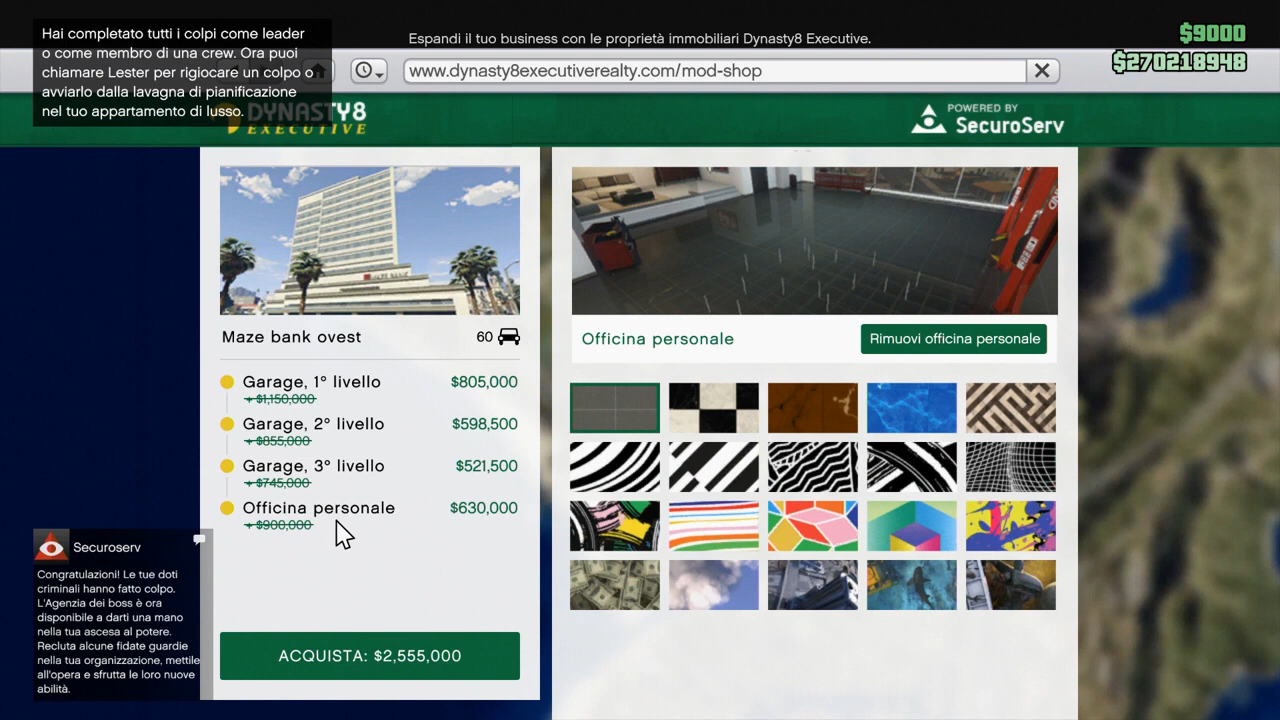 Hai completato tutti i colpi come leader
o come membro di una crew. Ora puoi
chiamare Lester per rigiocare un colpo o
avviarlo dalla lavagna di pianificazione
nel tuo appartamento di lusso.
Espandi il tuo business con le proprietà immobiliari Dynasty8 Executive.
$9000
$270218948
www.dynasty8executiverealty.com/mod-shop
DYNASTY8
EXECUTIVE
POWERED BY
SecuroServ
MAZE BANK
Maze bank ovest
60
Garage, 1° livello $805,000
+ $1,150,000
Garage, 2° livello $598,500
+ $855,000
Garage, 3° livello $521,500
+ $745,000
Officina personale $630,000
+ $900,000
ACQUISTA: $2,555,000
Officina personale
Rimuovi officina personale
Securoserv
Congratulazioni! Le tue doti
criminali hanno fatto colpo.
L'Agenzia dei boss è ora
disponibile a darti una mano
nella tua ascesa al potere.
Recluta alcune fidate guardie
nella tua organizzazione, mettile
all'opera e sfrutta le loro nuove
abilità.